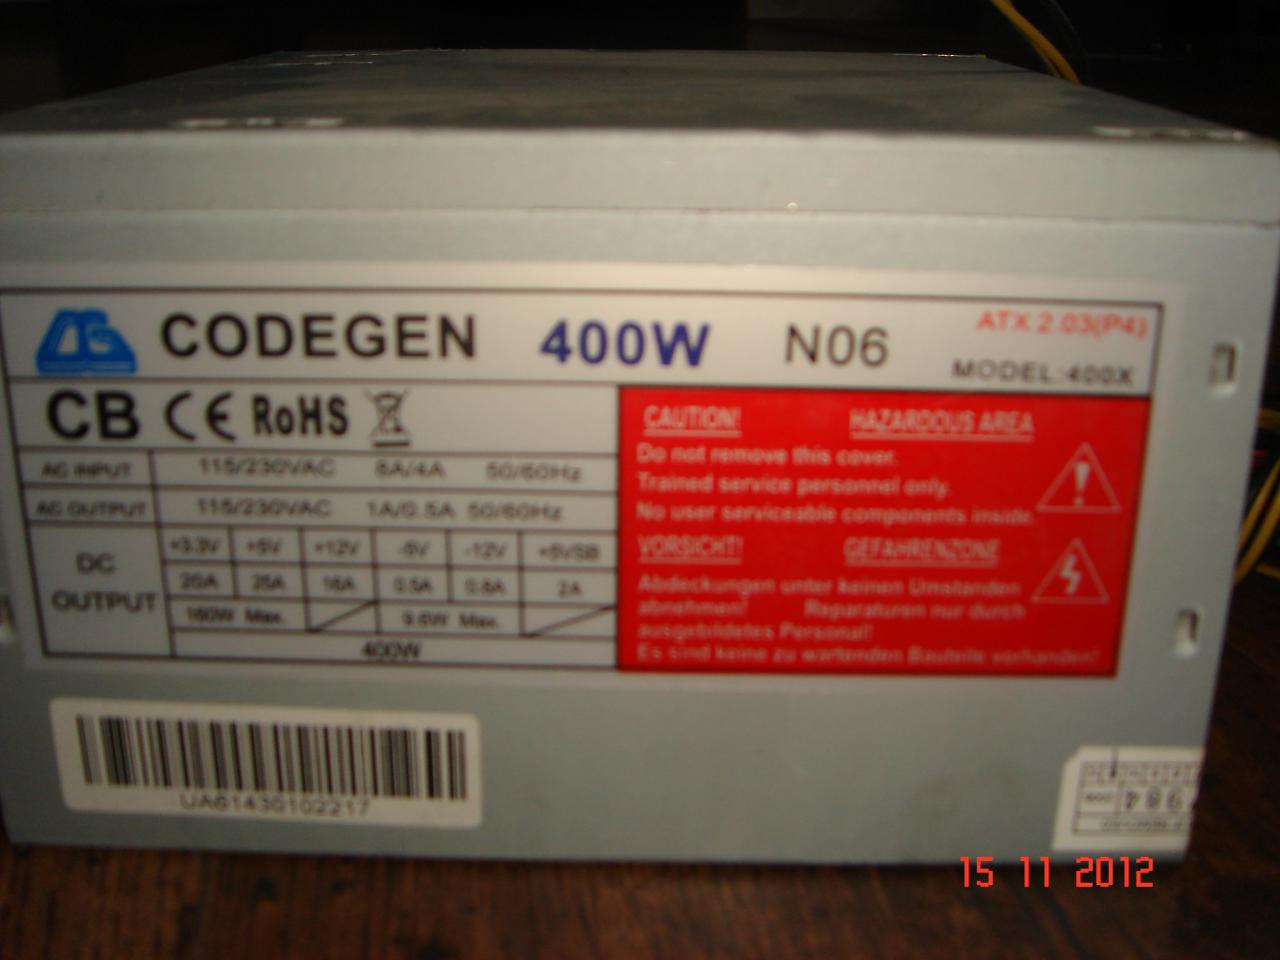 CODEGEN 400W N06 ATX 2.03(P4)
MODEL:400X
CB CE RoHS
AC INPUT 115/230VAC 8A/4A 50/60Hz
AC OUTPUT 115/230VAC 1A/0.5A 50/60Hz
DC OUTPUT
+3.3V +5V +12V -5V -12V +5VSB
20A 25A 16A 0.5A 0.8A 2A
160W Max. 9.6W Max.
400W
CAUTION! HAZARDOUS AREA
Do not remove this cover.
Trained service personnel only.
No user serviceable components inside.
VORSICHT! GEFAHRENZONE
Abdeckungen unter keinen Umstanden
abnehmen! Reparaturen nur durch
ausgebildetes Personal!
Es sind keine zu wartenden Bauteile vorhanden!
UA61430102217
15 11 2012